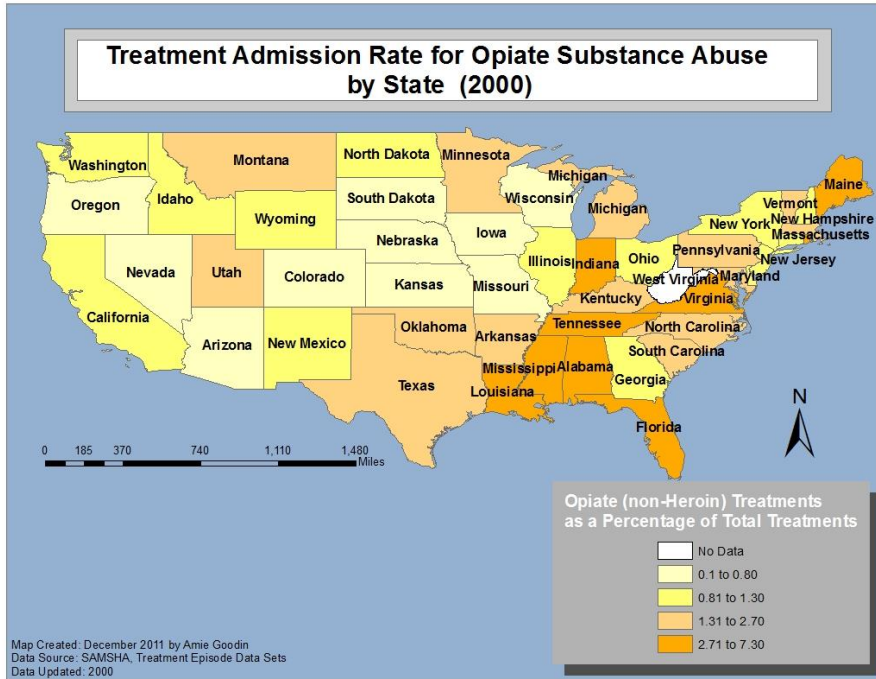 Treatment Admission Rate for Opiate Substance Abuse
by State (2000)
Washington
Montana
North Dakota
Minnesota
Michigan
Maine
Oregon
Idaho
South Dakota
Wisconsin
Michigan
Vermont
New Hampshire
Wyoming
New York
Massachusetts
Nebraska
Iowa
Pennsylvania
Nevada
Utah
Colorado
Illinois
Indiana
Ohio
New Jersey
West Virginia
Maryland
Kansas
Missouri
Kentucky
Virginia
California
Tennessee
North Carolina
Oklahoma
Arkansas
Arizona
New Mexico
South Carolina
Mississippi
Alabama
Georgia
Texas
Louisiana
Florida
N
0 185 370 740 1,110 1,480
Miles
Opiate (non-Heroin) Treatments
as a Percentage of Total Treatments
No Data
0.1 to 0.80
0.81 to 1.30
1.31 to 2.70
2.71 to 7.30
Map Created: December 2011 by Amie Goodin
Data Source: SAMSHA, Treatment Episode Data Sets
Data Updated: 2000